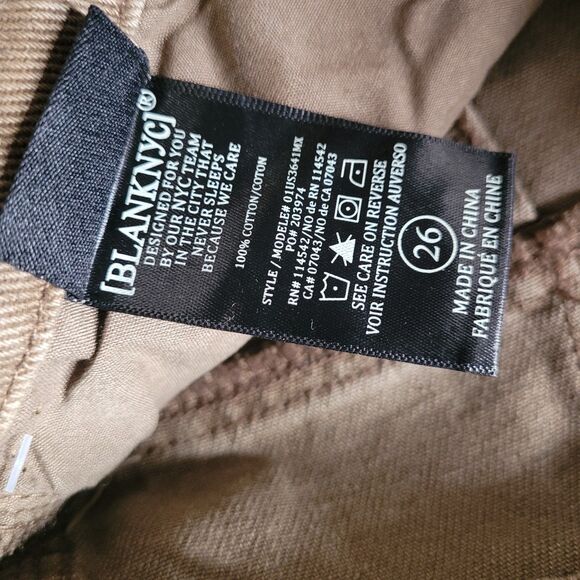 [BLANKNYC]®
DESIGNED FOR YOU
BY OUR NYC TEAM
IN THE CITY THAT
NEVER SLEEPS
BECAUSE WE CARE
100% COTTON/COTON
STYLE / MODELE# 01US3641MX
PO# 203974
RN# 114542/NO de RN 114542
CA# 07043/NO de CA 07043
SEE CARE ON REVERSE
VOIR INSTRUCTION AUVERSO
26
MADE IN CHINA
FABRIQUÉ EN CHINE